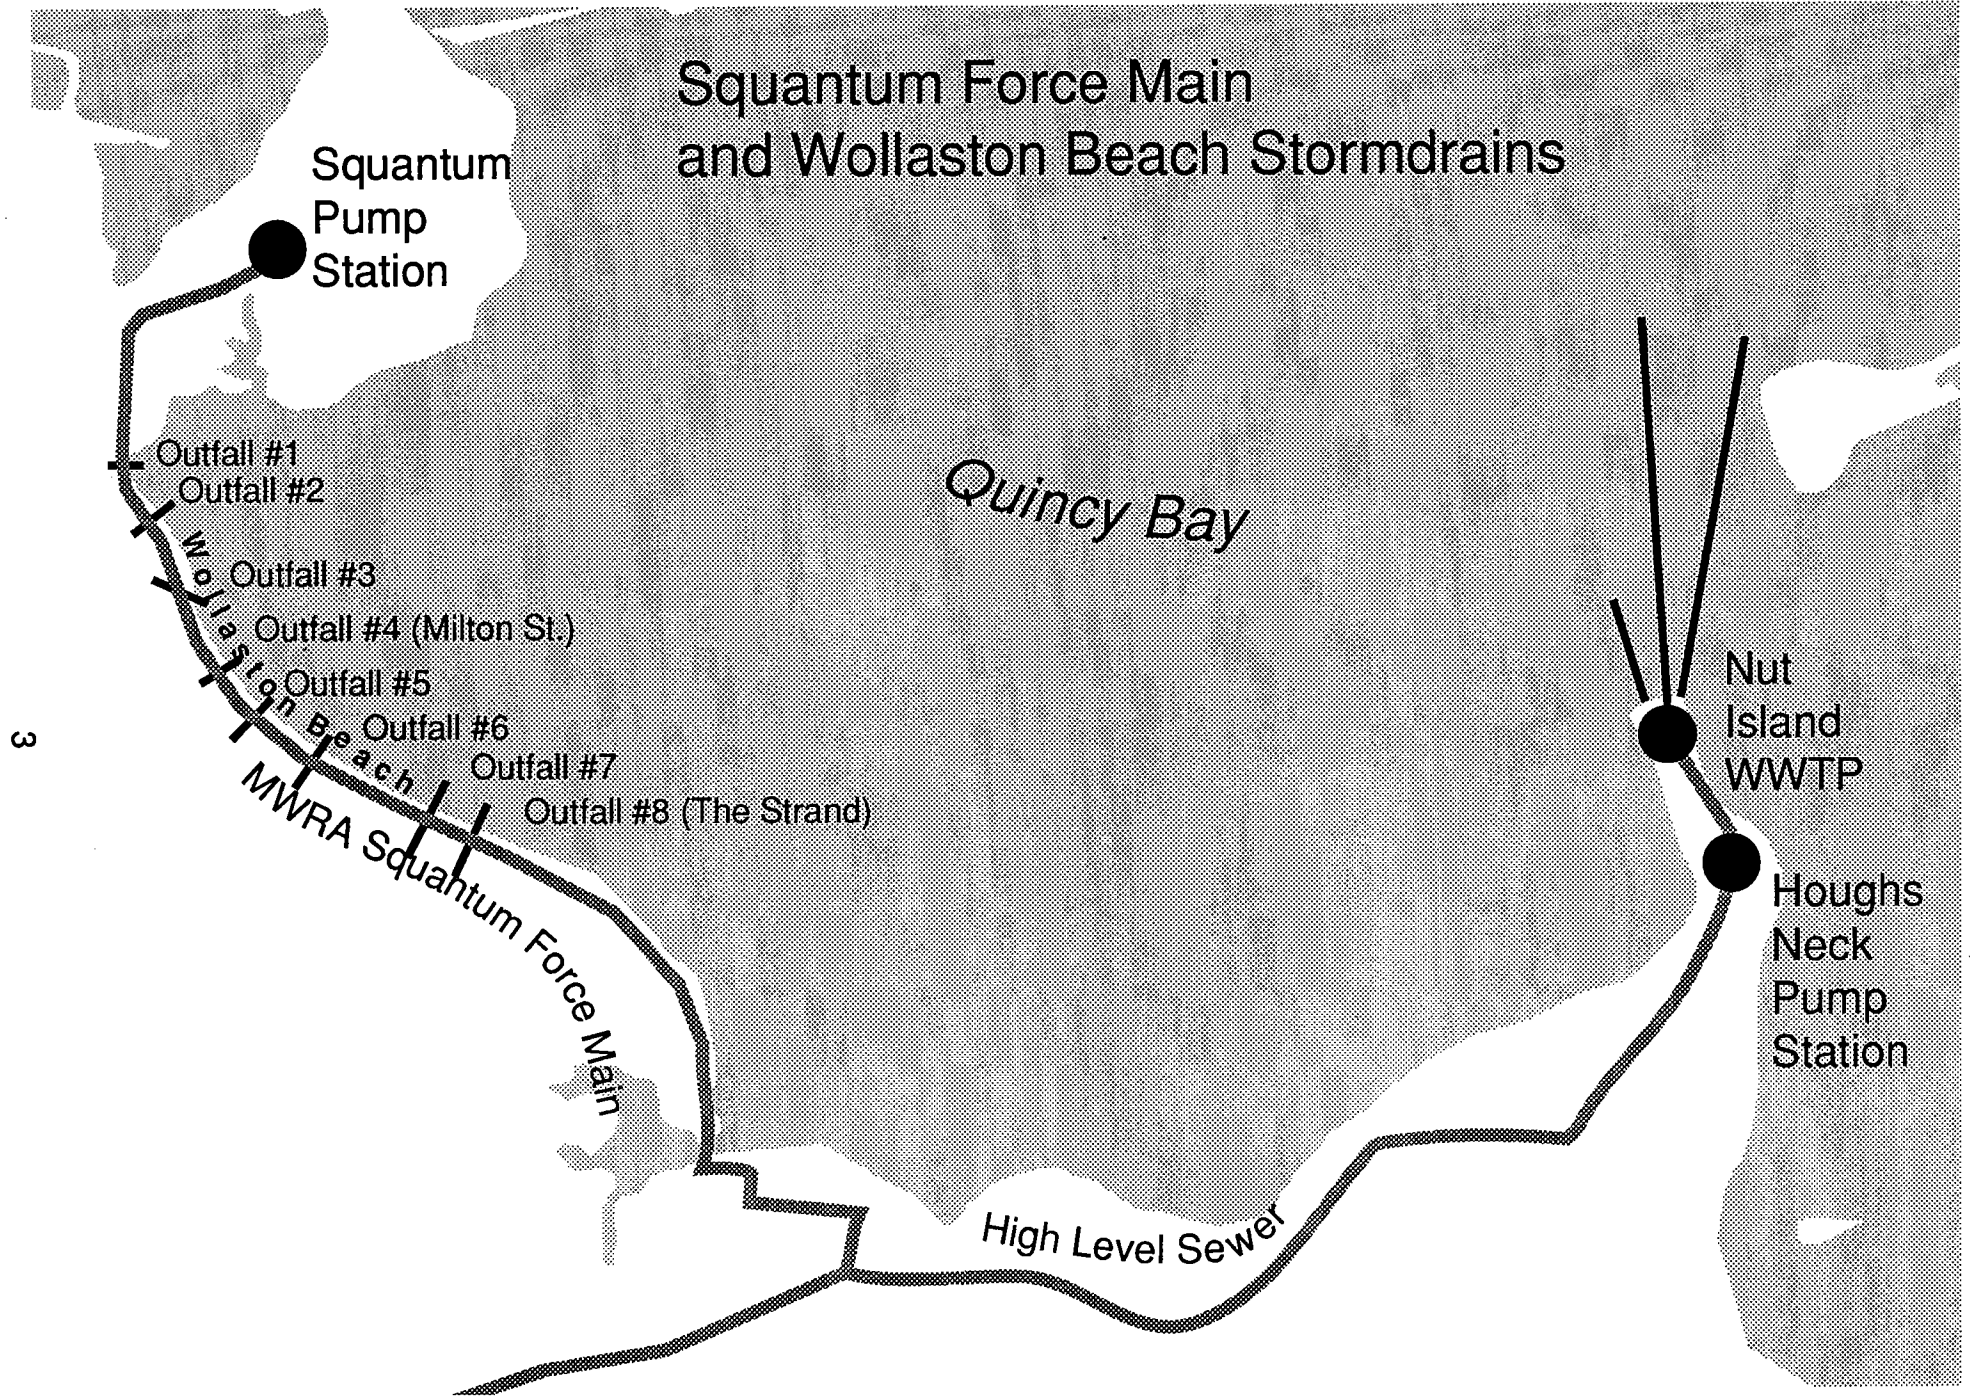 Squantum Force Main
and Wollaston Beach Stormdrains
Squantum
Pump
Station
Outfall #1
Outfall #2
Outfall #3
Outfall #4 (Milton St.)
Outfall #5
Outfall #6
Outfall #7
Outfall #8 (The Strand)
Wollaston Beach
MWRA Squantum Force Main
Quincy Bay
Nut
Island
WWTP
Houghs
Neck
Pump
Station
High Level Sewer
3